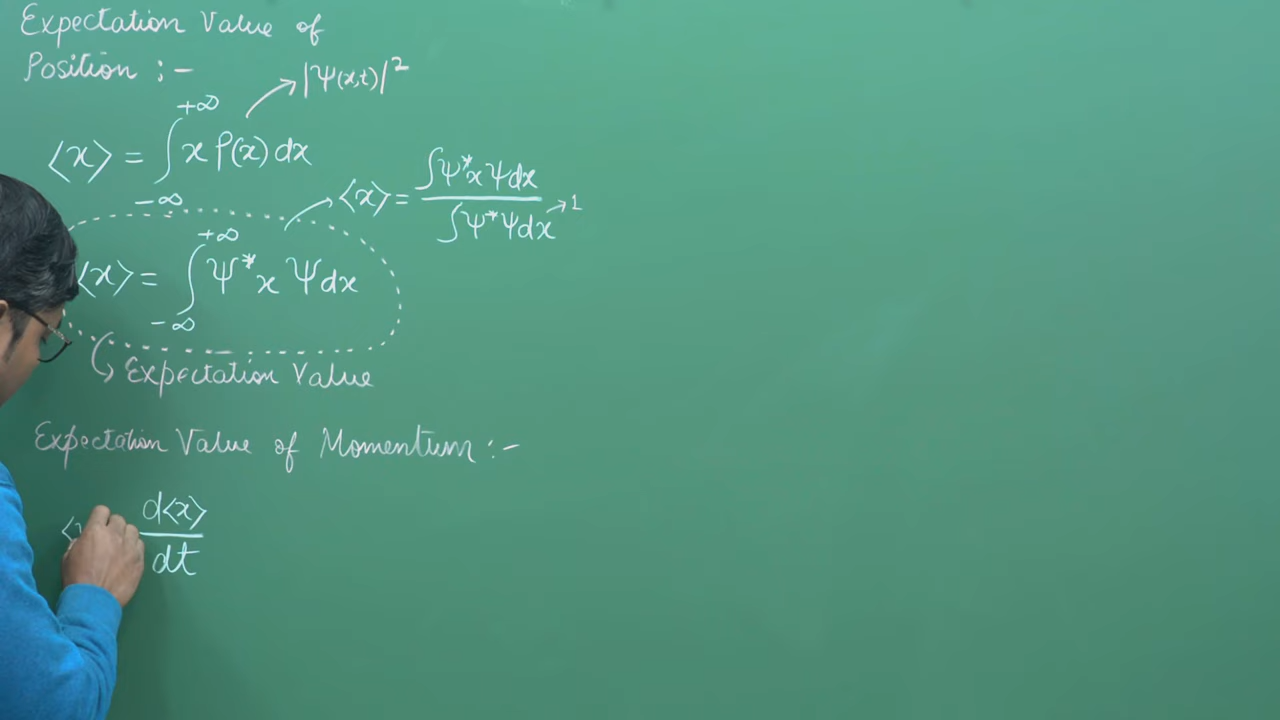 Expectation Value of
Position :-
|Ψ(x,t)|²
⟨x⟩ = ∫_{-∞}^{+∞} x ρ(x) dx
⟨x⟩ = ∫Ψ*xΨdx / ∫Ψ*Ψdx → 1
⟨x⟩ = ∫_{-∞}^{+∞} Ψ* x Ψ dx
Expectation Value
Expectation Value of Momentum :-
d⟨x⟩/dt